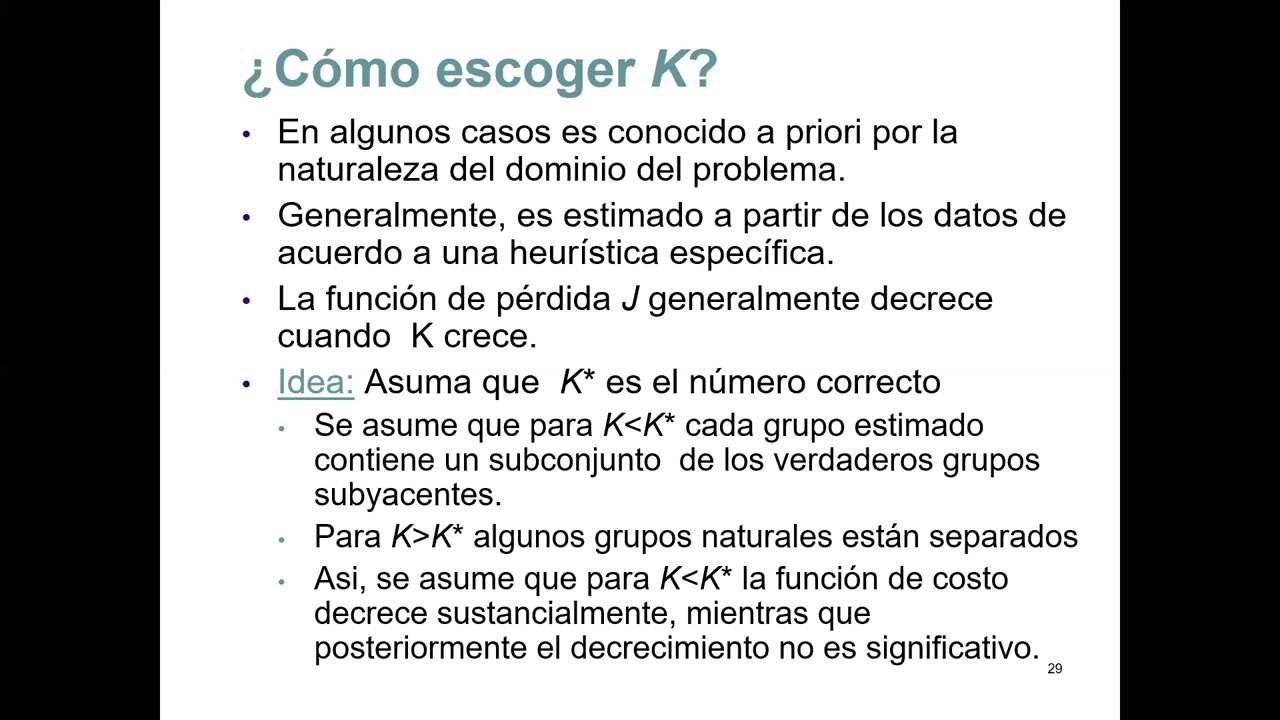 ¿Cómo escoger K?
• En algunos casos es conocido a priori por la
naturaleza del dominio del problema.
• Generalmente, es estimado a partir de los datos de
acuerdo a una heurística específica.
• La función de pérdida J generalmente decrece
cuando K crece.
• Idea: Asuma que K* es el número correcto
• Se asume que para K<K* cada grupo estimado
contiene un subconjunto de los verdaderos grupos
subyacentes.
• Para K>K* algunos grupos naturales están separados
• Asi, se asume que para K<K* la función de costo
decrece sustancialmente, mientras que
posteriormente el decrecimiento no es significativo.
29